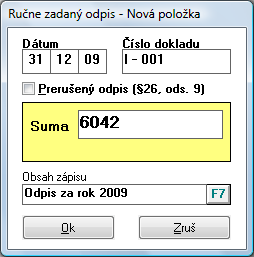 Ručne zadaný odpis - Nová položka
Dátum Číslo dokladu
31 12 09 I - 001
Prerušený odpis (§26, ods. 9)
Suma 6042
Obsah zápisu
Odpis za rok 2009 F7
Ok Zruš